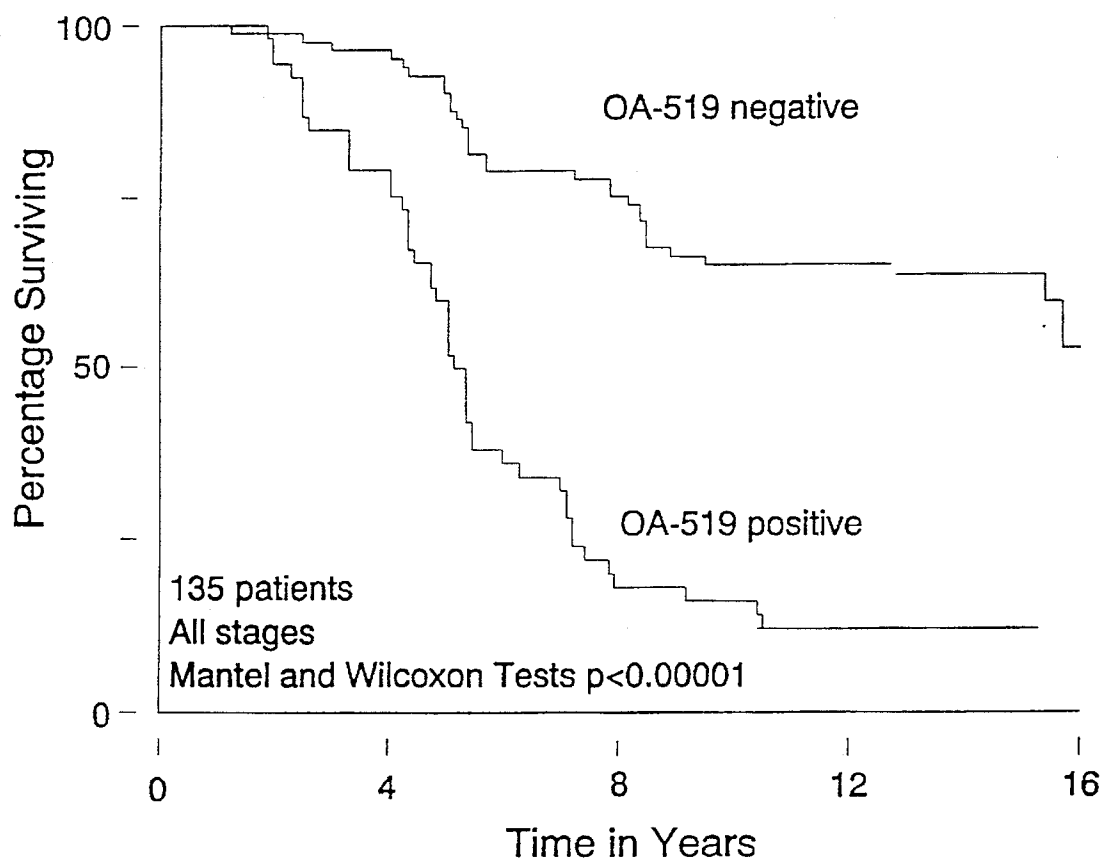 100
50
0
Percentage Surviving
OA-519 negative
OA-519 positive
135 patients
All stages
Mantel and Wilcoxon Tests p<0.00001
0 4 8 12 16
Time in Years